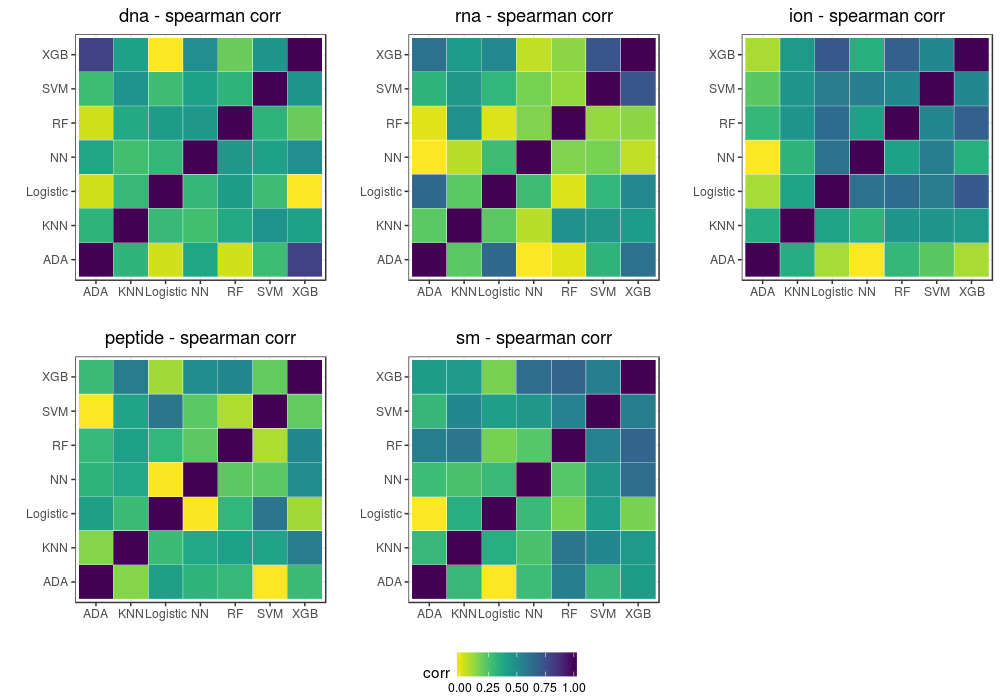 dna - spearman corr
XGB
SVM
RF
NN
Logistic
KNN
ADA
ADA KNN Logistic NN RF SVM XGB
rna - spearman corr
XGB
SVM
RF
NN
Logistic
KNN
ADA
ADA KNN Logistic NN RF SVM XGB
ion - spearman corr
XGB
SVM
RF
NN
Logistic
KNN
ADA
ADA KNN Logistic NN RF SVM XGB
peptide - spearman corr
XGB
SVM
RF
NN
Logistic
KNN
ADA
ADA KNN Logistic NN RF SVM XGB
sm - spearman corr
XGB
SVM
RF
NN
Logistic
KNN
ADA
ADA KNN Logistic NN RF SVM XGB
corr
0.00 0.25 0.50 0.75 1.00